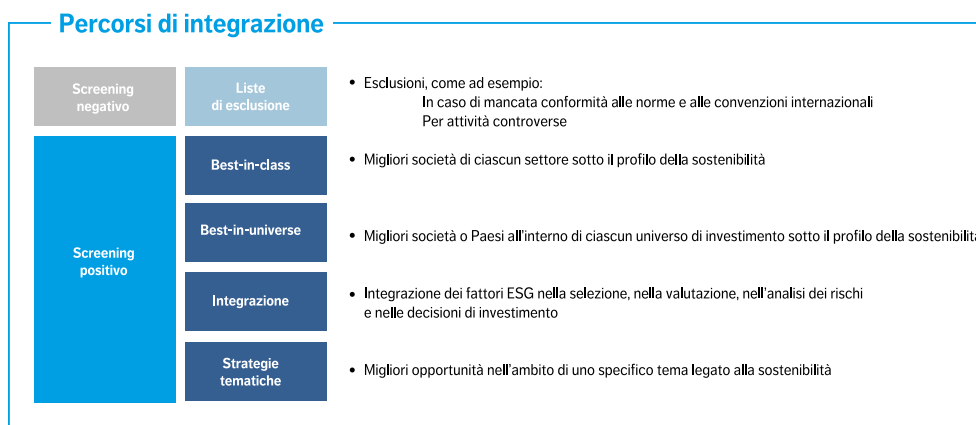 Percorsi di integrazione
Screening
negativo
Liste
di esclusione
• Esclusioni, come ad esempio:
In caso di mancata conformità alle norme e alle convenzioni internazionali
Per attività controverse
Screening
positivo
Best-in-class
• Migliori società di ciascun settore sotto il profilo della sostenibilità
Best-in-universe
• Migliori società o Paesi all'interno di ciascun universo di investimento sotto il profilo della sostenibilità
Integrazione
• Integrazione dei fattori ESG nella selezione, nella valutazione, nell'analisi dei rischi
e nelle decisioni di investimento
Strategie
tematiche
• Migliori opportunità nell'ambito di uno specifico tema legato alla sostenibilità